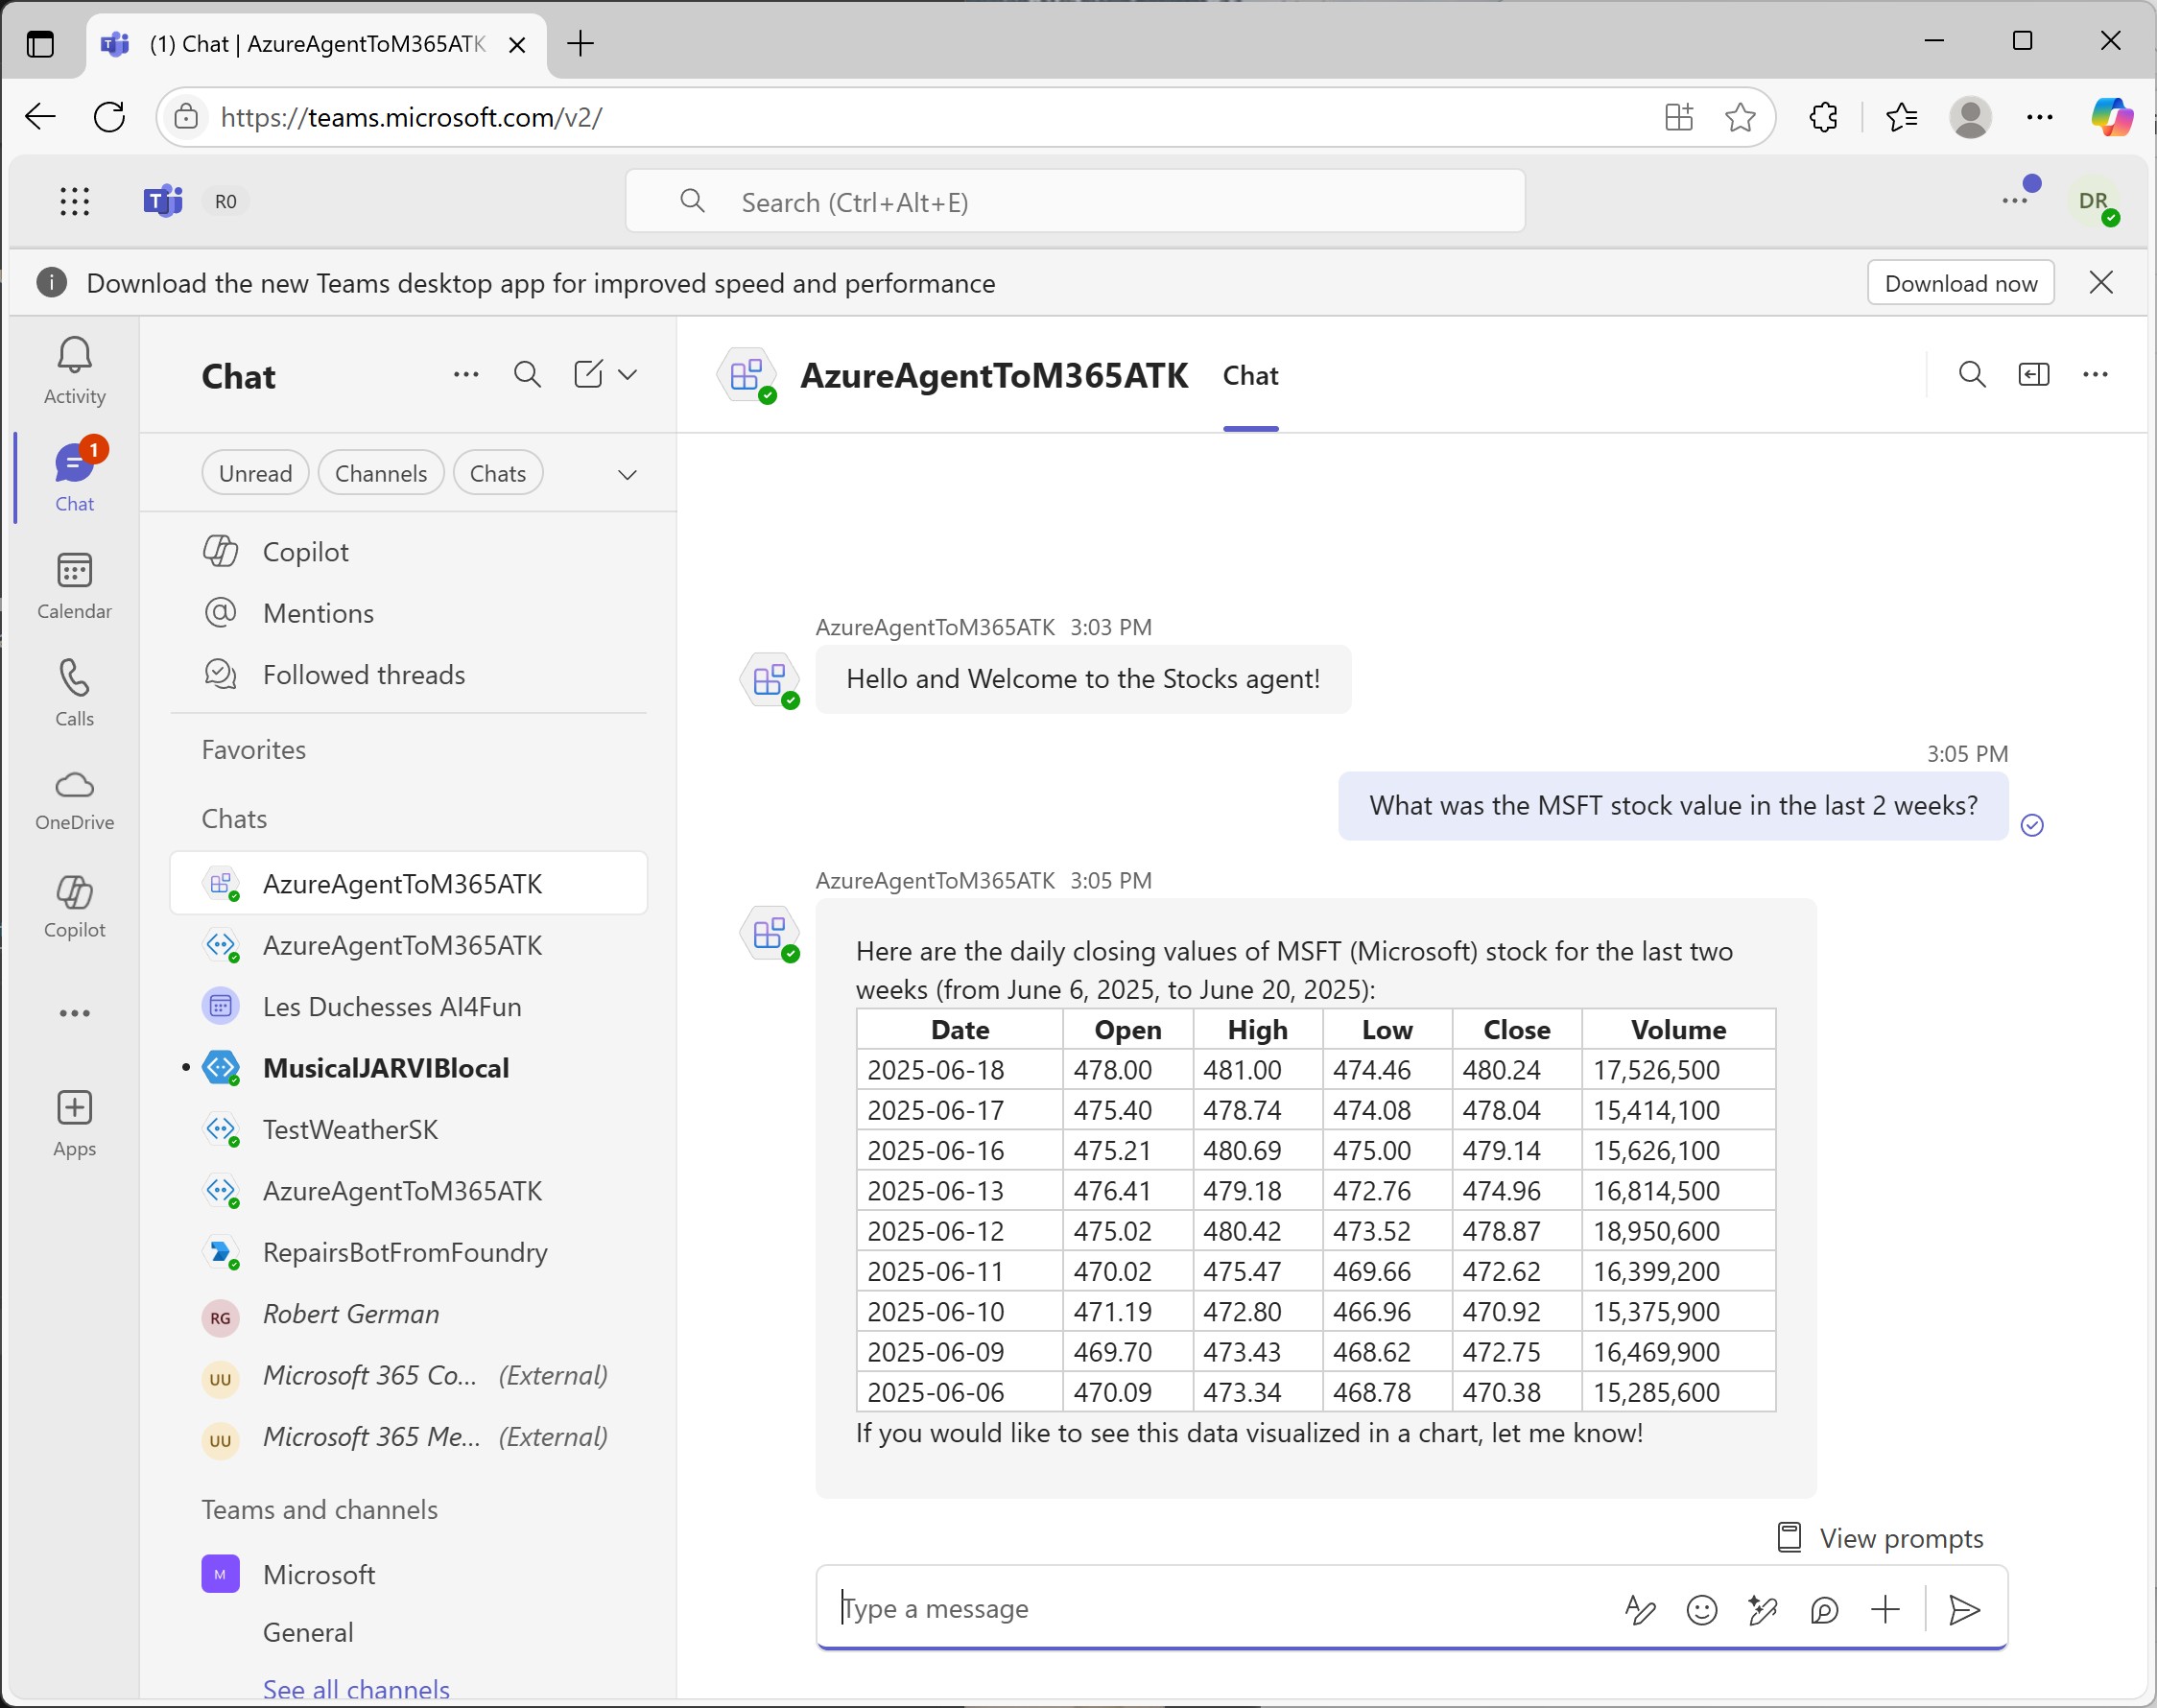 (1) Chat | AzureAgentToM365ATK
https://teams.microsoft.com/v2/
R0
Search (Ctrl+Alt+E)
DR
Download the new Teams desktop app for improved speed and performance
Download now
Activity
1
Chat
Calendar
Calls
OneDrive
Copilot
Apps
Chat
Unread
Channels
Chats
Copilot
Mentions
Followed threads
Favorites
Chats
AzureAgentToM365ATK
AzureAgentToM365ATK
Les Duchesses AI4Fun
MusicalJARVIBlocal
TestWeatherSK
AzureAgentToM365ATK
RepairsBotFromFoundry
RG Robert German
UU Microsoft 365 Co... (External)
UU Microsoft 365 Me... (External)
Teams and channels
M Microsoft
General
See all channels
AzureAgentToM365ATK Chat
AzureAgentToM365ATK 3:03 PM
Hello and Welcome to the Stocks agent!
3:05 PM
What was the MSFT stock value in the last 2 weeks?
AzureAgentToM365ATK 3:05 PM
Here are the daily closing values of MSFT (Microsoft) stock for the last two
weeks (from June 6, 2025, to June 20, 2025):
Date Open High Low Close Volume
2025-06-18 478.00 481.00 474.46 480.24 17,526,500
2025-06-17 475.40 478.74 474.08 478.04 15,414,100
2025-06-16 475.21 480.69 475.00 479.14 15,626,100
2025-06-13 476.41 479.18 472.76 474.96 16,814,500
2025-06-12 475.02 480.42 473.52 478.87 18,950,600
2025-06-11 470.02 475.47 469.66 472.62 16,399,200
2025-06-10 471.19 472.80 466.96 470.92 15,375,900
2025-06-09 469.70 473.43 468.62 472.75 16,469,900
2025-06-06 470.09 473.34 468.78 470.38 15,285,600
If you would like to see this data visualized in a chart, let me know!
View prompts
Type a message